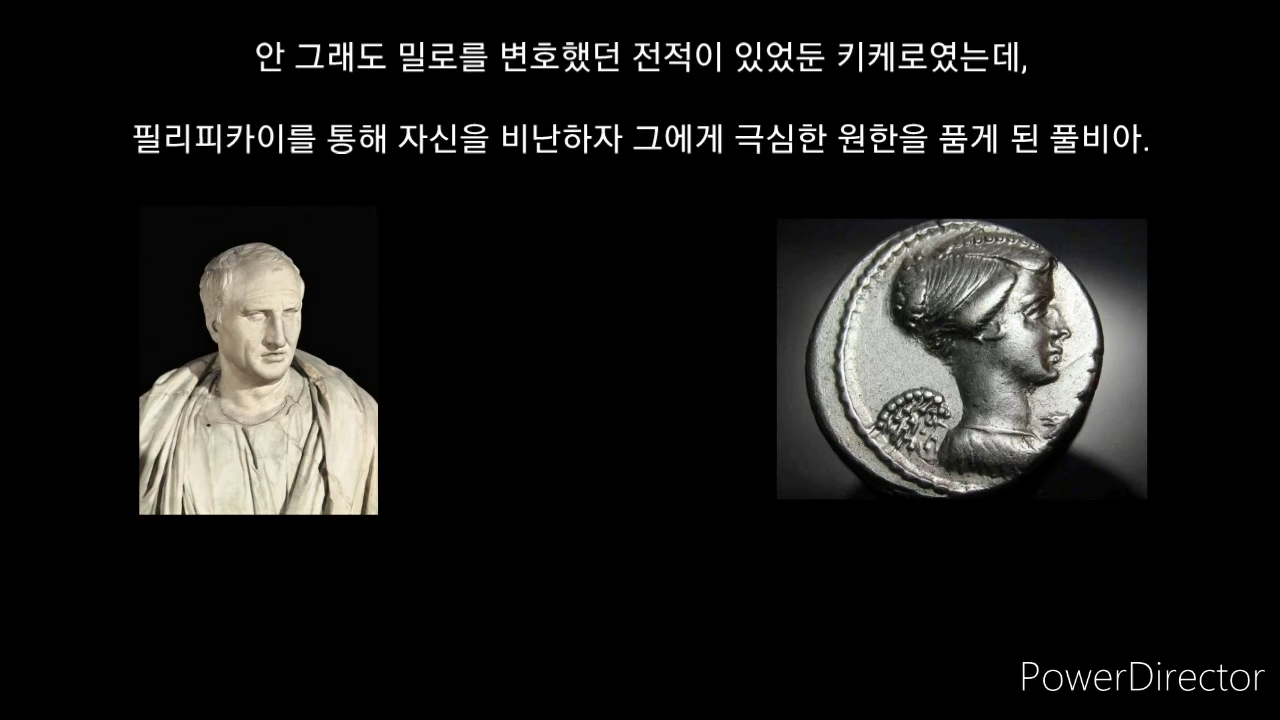 안 그래도 밀로를 변호했던 전적이 있었둔 키케로였는데,
필리피카이를 통해 자신을 비난하자 그에게 극심한 원한을 품게 된 풀비아.
PowerDirector